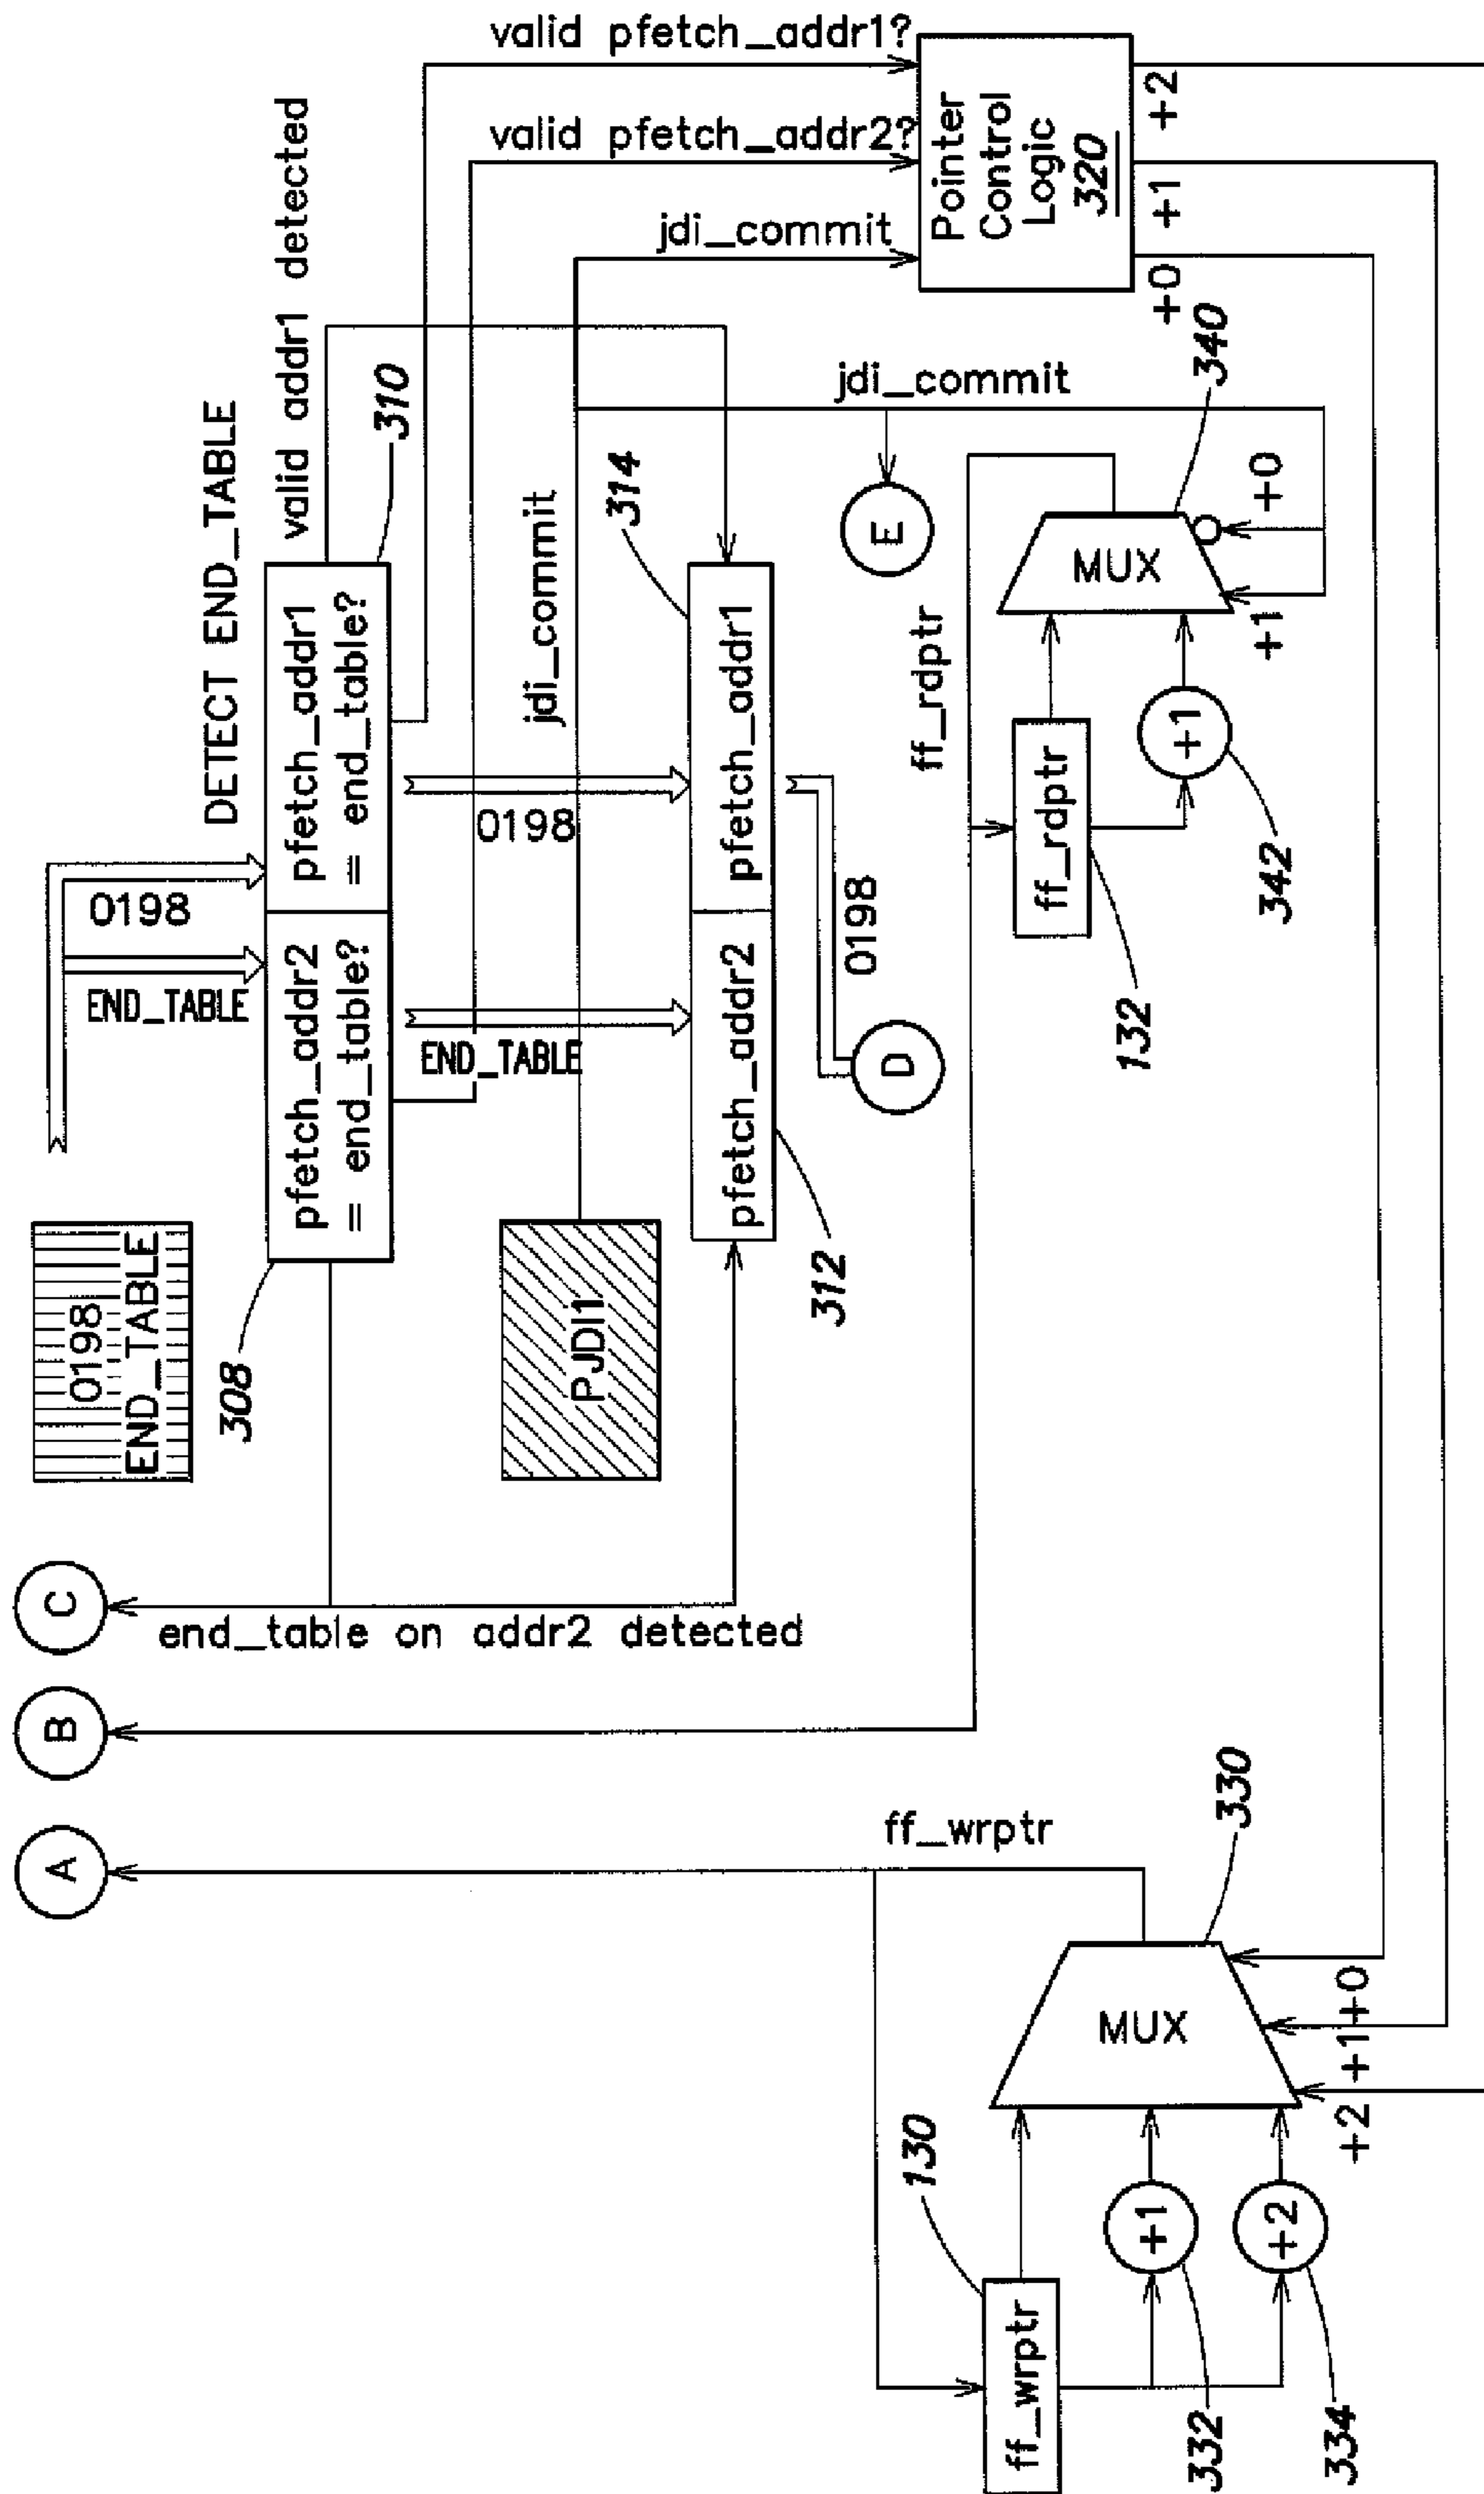 A
B
C
0198
END_TABLE
END_TABLE
0198
DETECT END_TABLE
308
pfetch_addr2
= end_table?
pfetch_addr1
= end_table?
valid addr1 detected
310
end_table on addr2 detected
END_TABLE
0198
PJDI1
jdi_commit
valid pfetch_addr1?
valid pfetch_addr2?
jdi_commit
312
pfetch_addr2
pfetch_addr1
314
D
0198
E
jdi_commit
Pointer
Control
Logic
320
+0
+1
+2
ff_wrptr
ff_rdptr
130
ff_wrptr
+1
+2
332
334
MUX
330
+2
+1
+0
132
ff_rdptr
+1
342
MUX
340
+1
+0